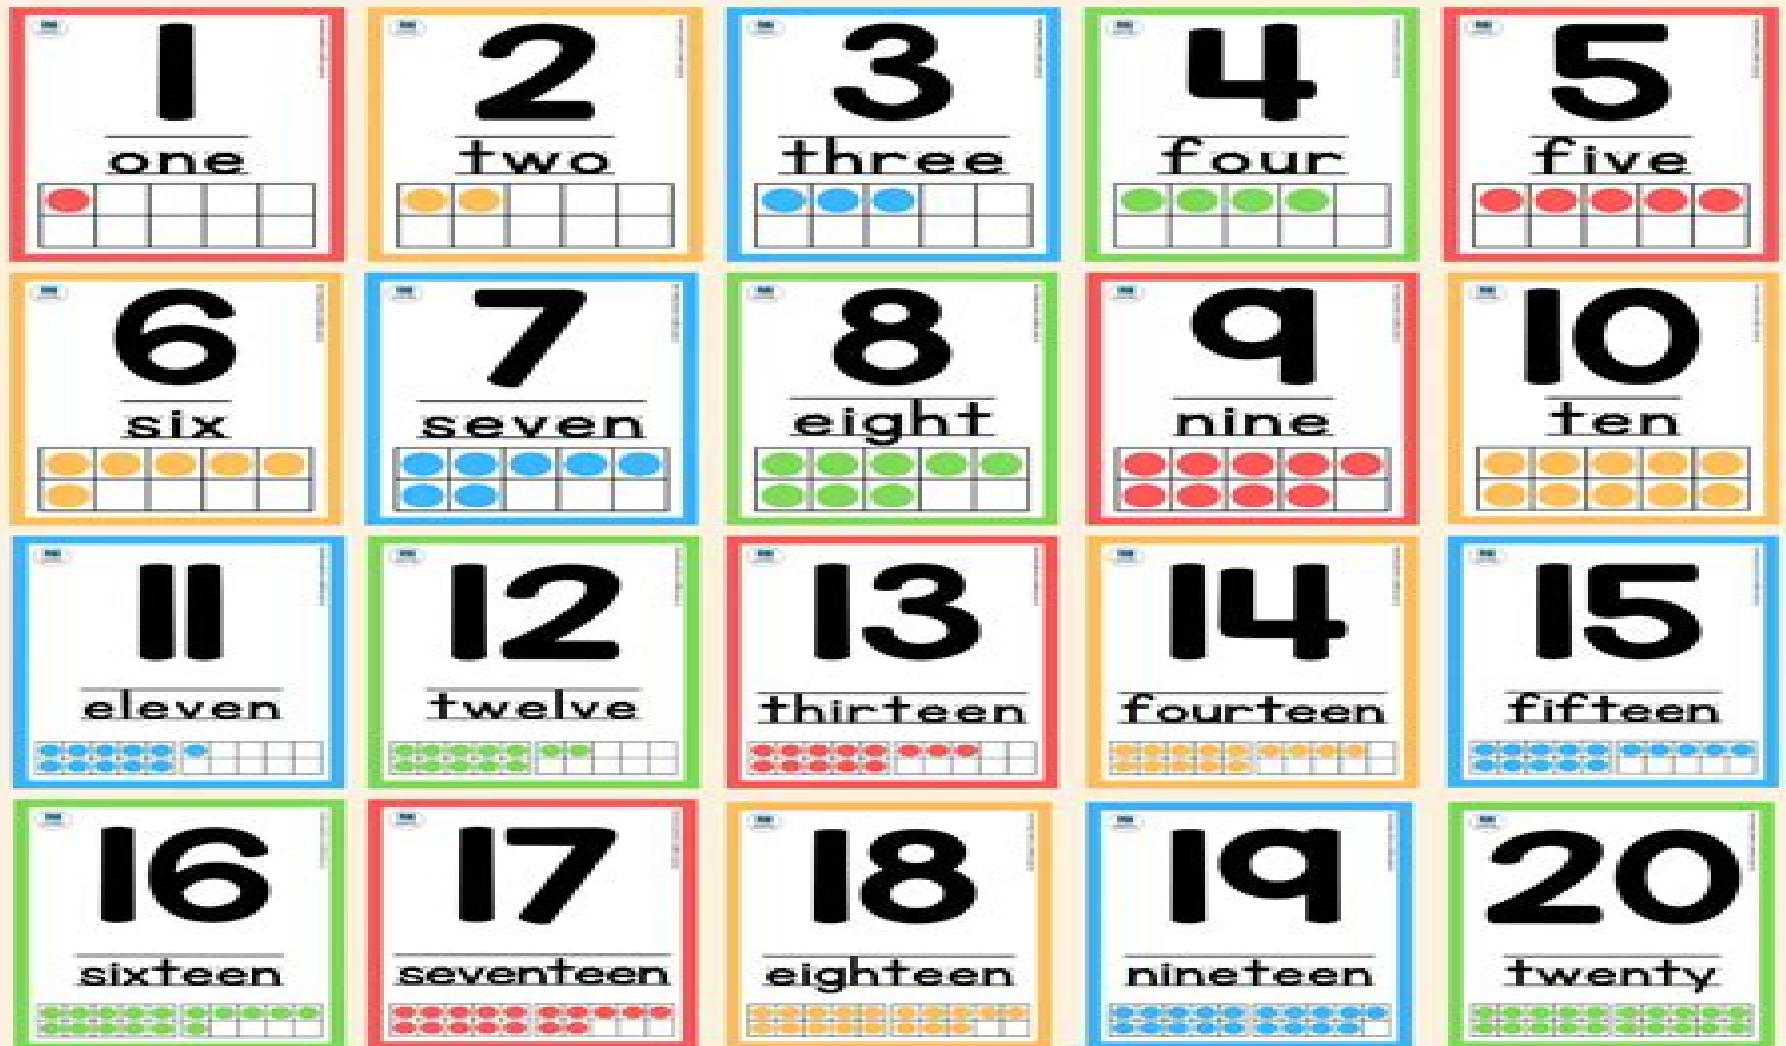 1 2 3 4 5
one two three four five
6 7 8 9 10
six seven eight nine ten
11 12 13 14 15
eleven twelve thirteen fourteen fifteen
16 17 18 19 20
sixteen seventeen eighteen nineteen twenty